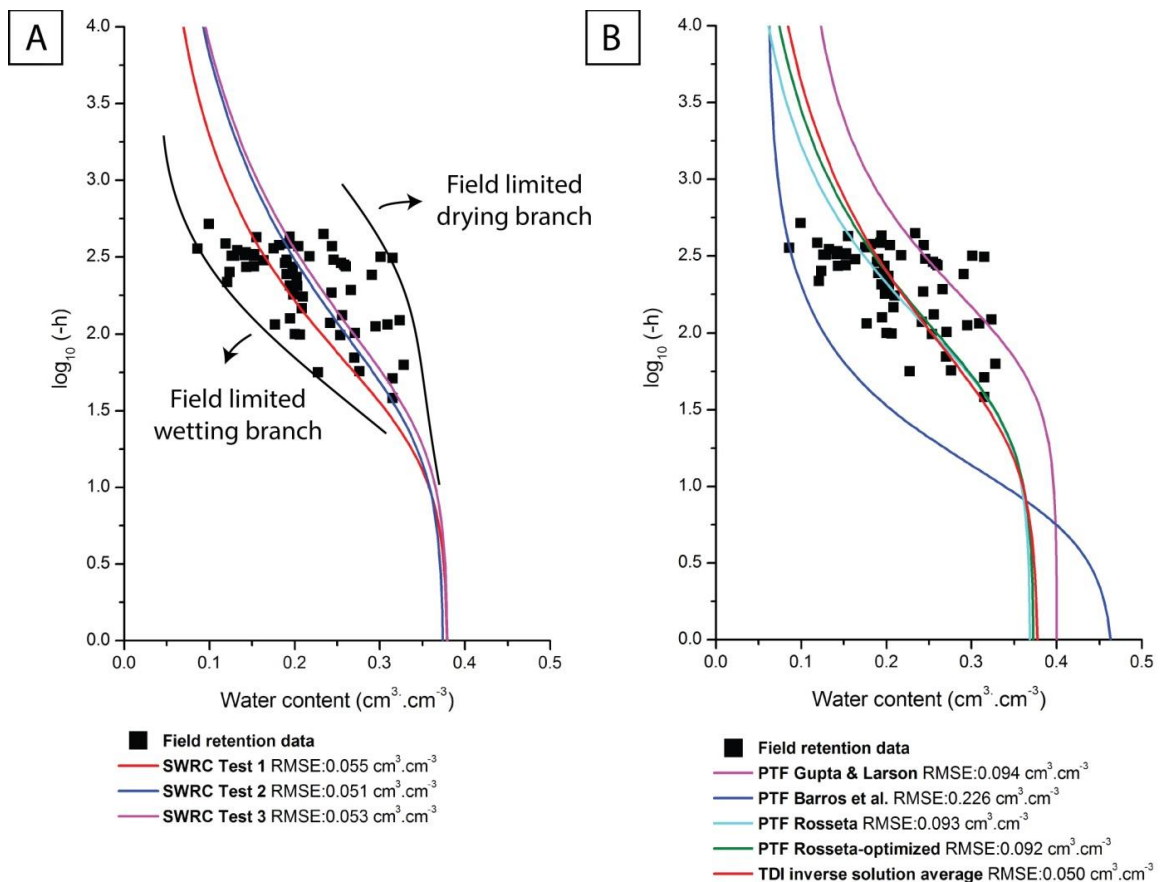 A
4.0
3.5
3.0
2.5
2.0
1.5
1.0
0.5
0.0
log10 (-h)
0.0 0.1 0.2 0.3 0.4 0.5
Water content (cm3.cm-3)
Field limited
drying branch
Field limited
wetting branch
Field retention data
SWRC Test 1 RMSE:0.055 cm3.cm-3
SWRC Test 2 RMSE:0.051 cm3.cm-3
SWRC Test 3 RMSE:0.053 cm3.cm-3
B
4.0
3.5
3.0
2.5
2.0
1.5
1.0
0.5
0.0
log10 (-h)
0.0 0.1 0.2 0.3 0.4 0.5
Water content (cm3.cm-3)
Field retention data
PTF Gupta & Larson RMSE:0.094 cm3.cm-3
PTF Barros et al. RMSE:0.226 cm3.cm-3
PTF Rosseta RMSE:0.093 cm3.cm-3
PTF Rosseta-optimized RMSE:0.092 cm3.cm-3
TDI inverse solution average RMSE:0.050 cm3.cm-3